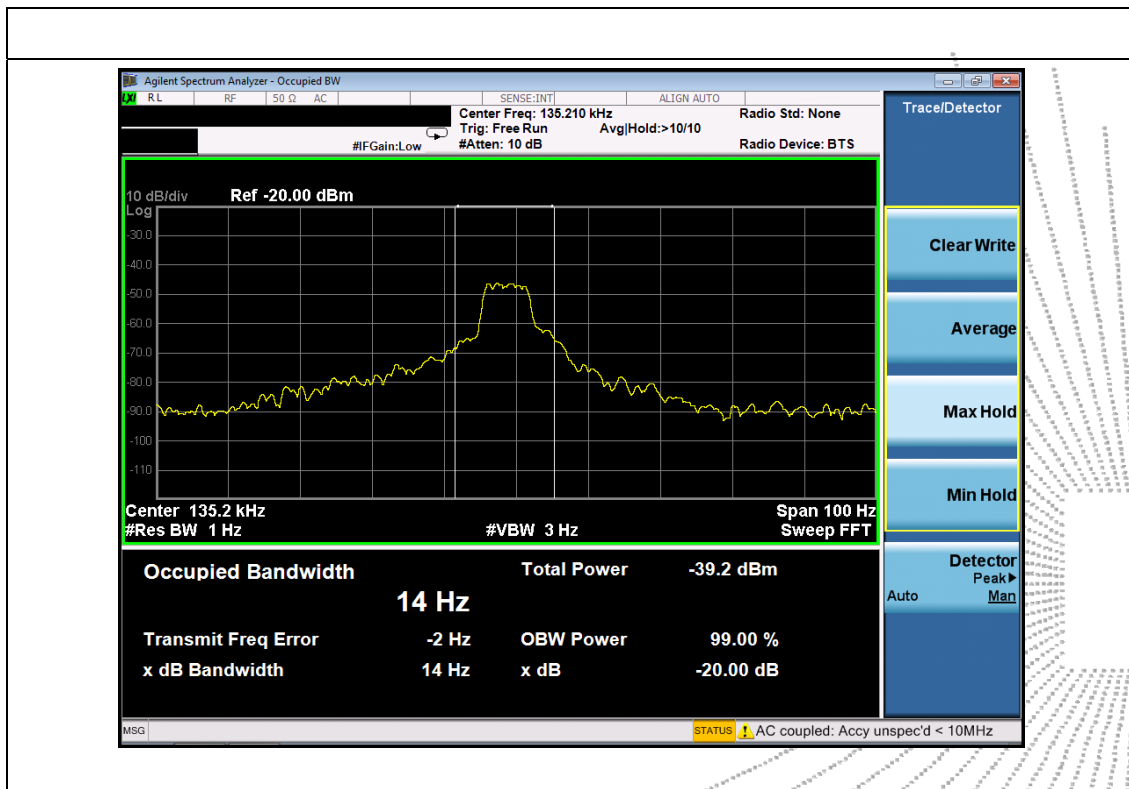 Agilent Spectrum Analyzer - Occupied BW
LXI RL RF 50 Ω AC SENSE:INT ALIGN AUTO
Center Freq: 135.210 kHz Radio Std: None
Trig: Free Run Avg|Hold:>10/10
#IFGain:Low #Atten: 10 dB Radio Device: BTS
Trace/Detector
10 dB/div Ref -20.00 dBm
Log
-30.0
-40.0
-50.0
-60.0
-70.0
-80.0
-90.0
-100
-110
Center 135.2 kHz Span 100 Hz
#Res BW 1 Hz #VBW 3 Hz Sweep FFT
Clear Write
Average
Max Hold
Min Hold
Detector
Peak▶
Auto Man
Occupied Bandwidth Total Power -39.2 dBm
14 Hz
Transmit Freq Error -2 Hz OBW Power 99.00 %
x dB Bandwidth 14 Hz x dB -20.00 dB
MSG STATUS AC coupled: Accy unspec'd < 10MHz